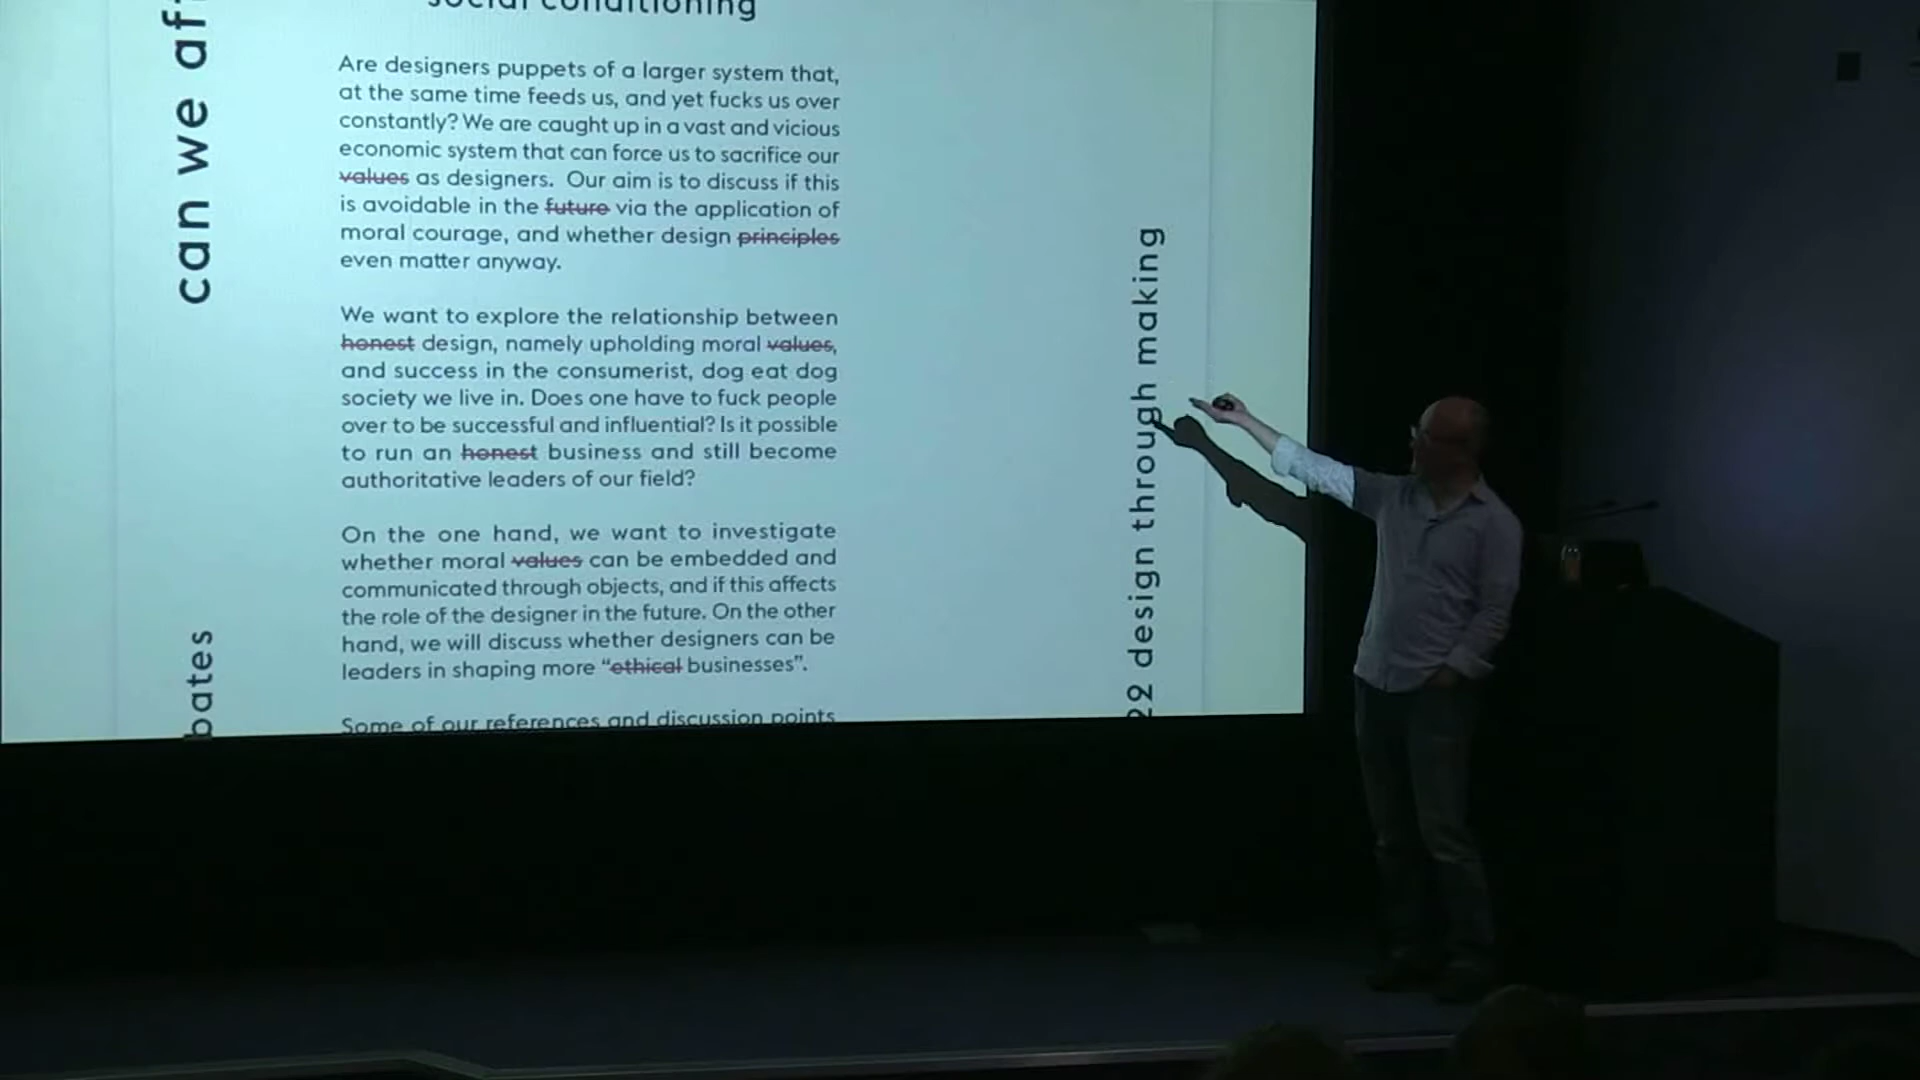 social conditioning
can we
Are designers puppets of a larger system that,
at the same time feeds us, and yet fucks us over
constantly? We are caught up in a vast and vicious
economic system that can force us to sacrifice our
values as designers. Our aim is to discuss if this
is avoidable in the future via the application of
moral courage, and whether design principles
even matter anyway.
We want to explore the relationship between
honest design, namely upholding moral values,
and success in the consumerist, dog eat dog
society we live in. Does one have to fuck people
over to be successful and influential? Is it possible
to run an honest business and still become
authoritative leaders of our field?
On the one hand, we want to investigate
whether moral values can be embedded and
communicated through objects, and if this affects
the role of the designer in the future. On the other
hand, we will discuss whether designers can be
leaders in shaping more “ethical businesses”.
Some of our references and discussion points
22 design through making